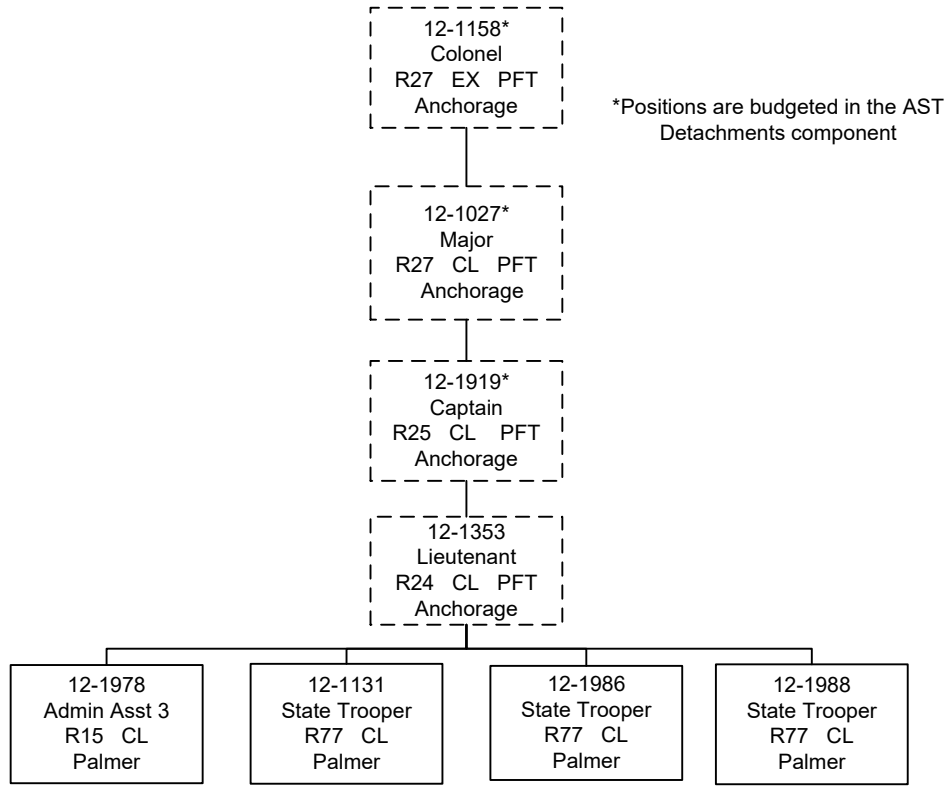 12-1158*
Colonel
R27 EX PFT
Anchorage
*Positions are budgeted in the AST
Detachments component
12-1027*
Major
R27 CL PFT
Anchorage
12-1919*
Captain
R25 CL PFT
Anchorage
12-1353
Lieutenant
R24 CL PFT
Anchorage
12-1978
Admin Asst 3
R15 CL
Palmer
12-1131
State Trooper
R77 CL
Palmer
12-1986
State Trooper
R77 CL
Palmer
12-1988
State Trooper
R77 CL
Palmer